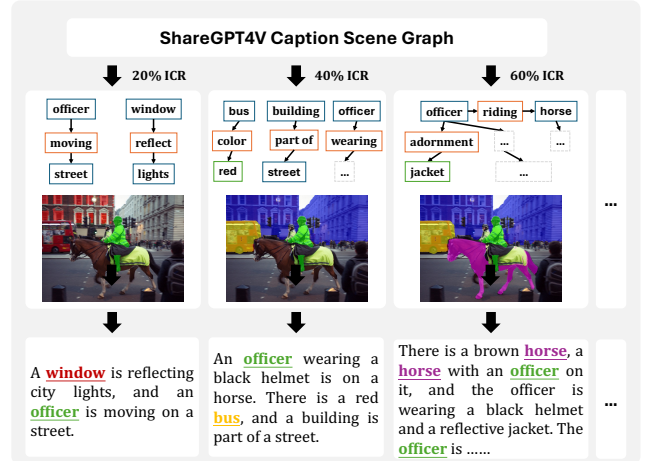 ShareGPT4V Caption Scene Graph
20% ICR
40% ICR
60% ICR
officer
window
moving
reflect
street
lights
bus
building
officer
color
part of
wearing
red
street
...
officer
riding
horse
adornment
...
...
jacket
...
...
A window is reflecting
city lights, and an
officer is moving on a
street.
An officer wearing a
black helmet is on a
horse. There is a red
bus, and a building is
part of a street.
There is a brown horse, a
horse with an officer on
it, and the officer is
wearing a black helmet
and a reflective jacket. The
officer is ......
...